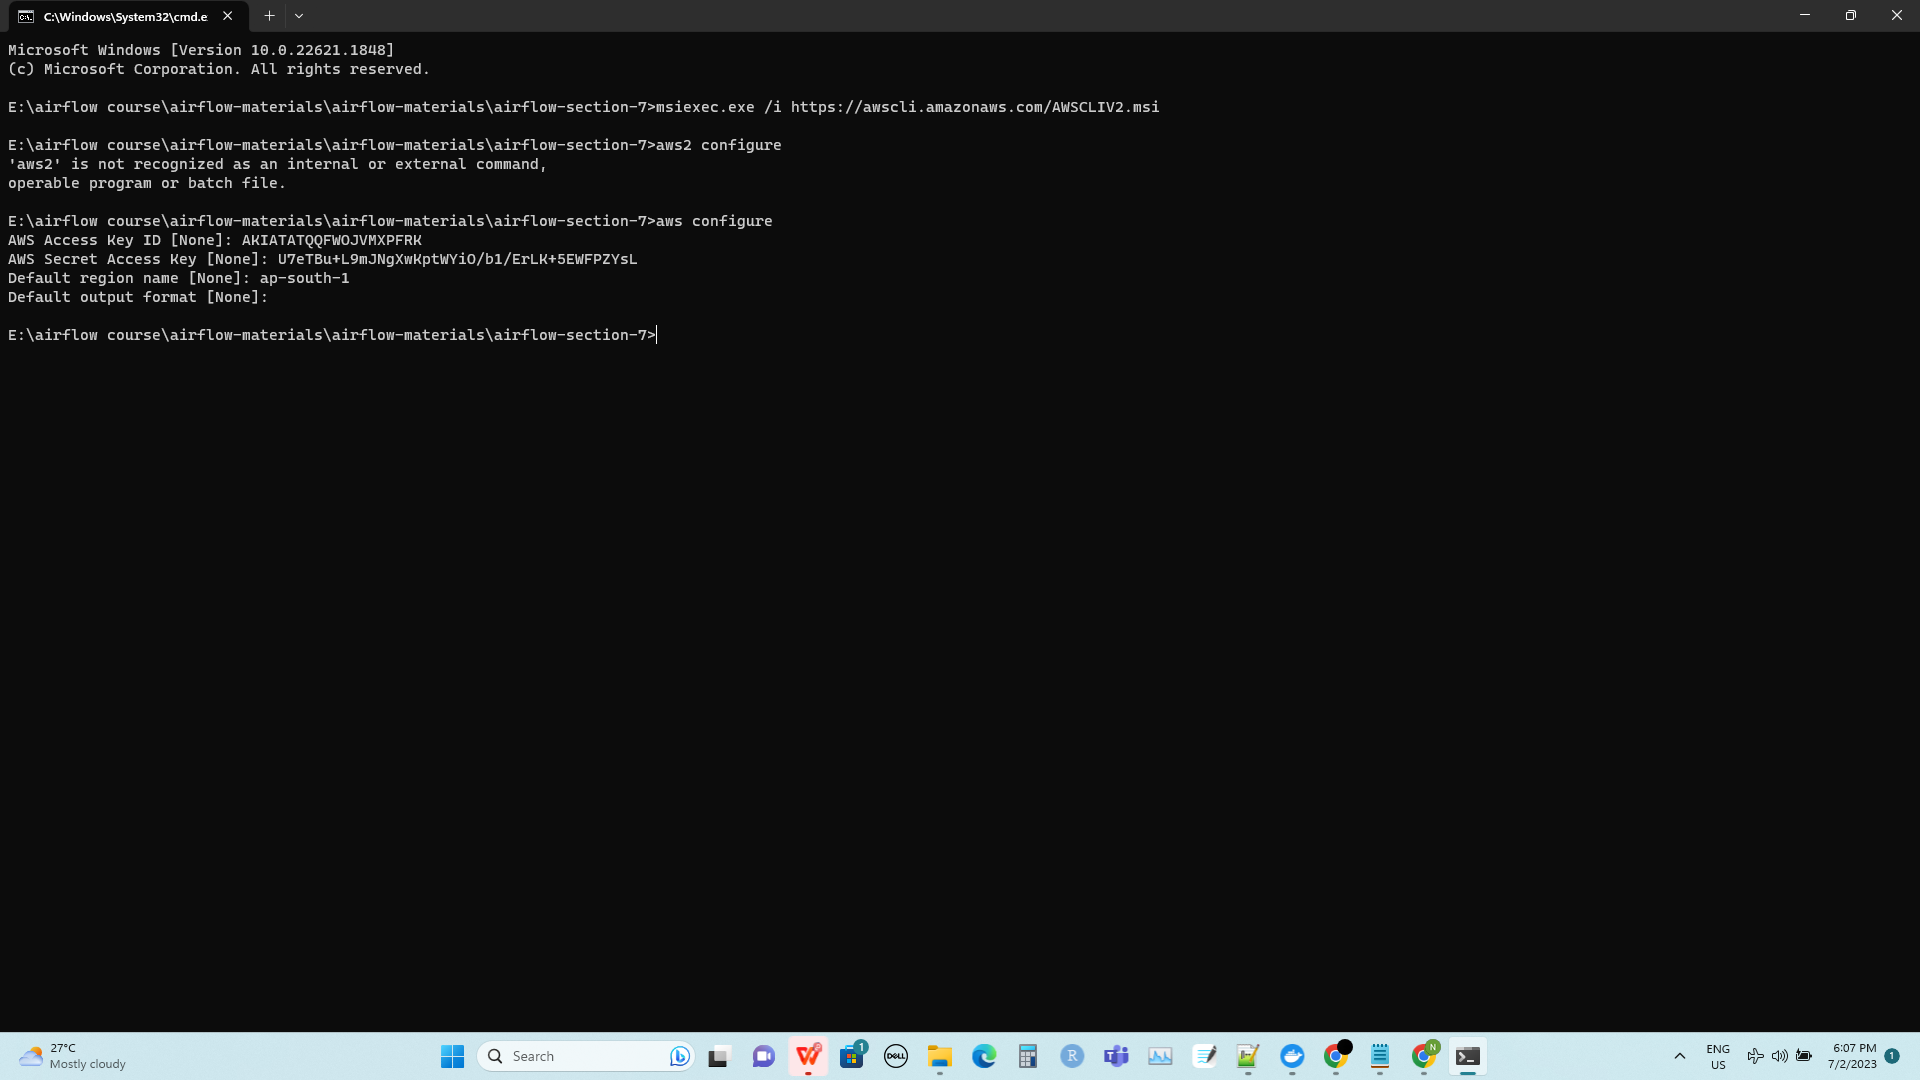 C:\Windows\System32\cmd.e
Microsoft Windows [Version 10.0.22621.1848]
(c) Microsoft Corporation. All rights reserved.
E:\airflow course\airflow-materials\airflow-materials\airflow-section-7>msiexec.exe /i https://awscli.amazonaws.com/AWSCLIV2.msi
E:\airflow course\airflow-materials\airflow-materials\airflow-section-7>aws2 configure
'aws2' is not recognized as an internal or external command,
operable program or batch file.
E:\airflow course\airflow-materials\airflow-materials\airflow-section-7>aws configure
AWS Access Key ID [None]: AKIATATQQFWOJVMXPFRK
AWS Secret Access Key [None]: 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
Default region name [None]: ap-south-1
Default output format [None]:
E:\airflow course\airflow-materials\airflow-materials\airflow-section-7>
27°C
Mostly cloudy
Search
1
DELL
R
T
N
ENG
US
6:07 PM
7/2/2023
1